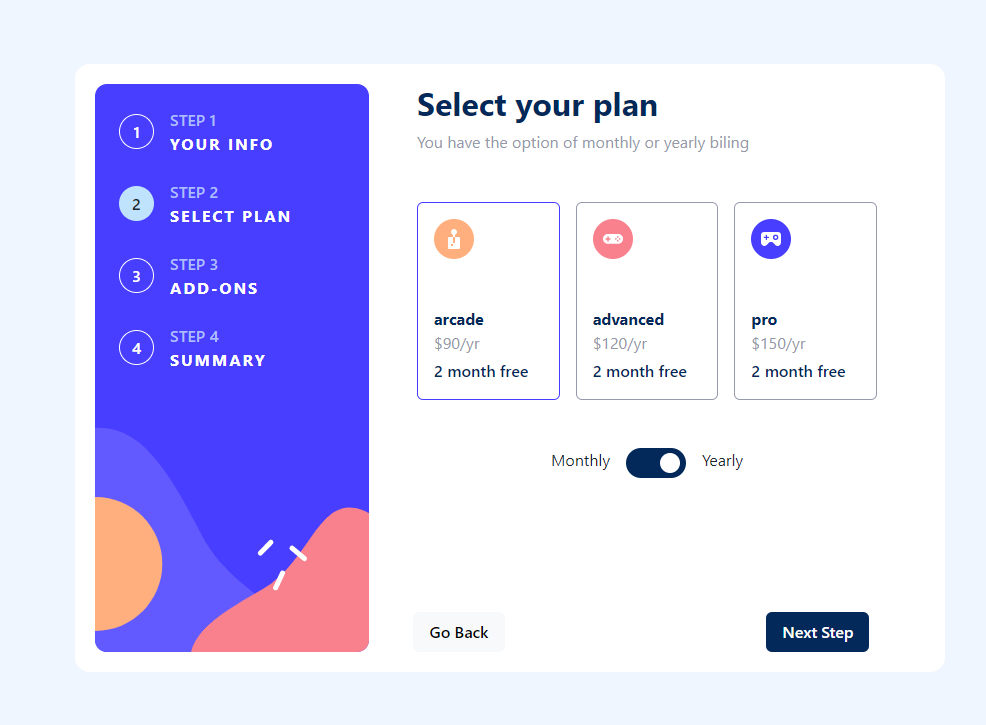 1
STEP 1
YOUR INFO
2
STEP 2
SELECT PLAN
3
STEP 3
ADD-ONS
4
STEP 4
SUMMARY
Select your plan
You have the option of monthly or yearly biling
arcade
$90/yr
2 month free
advanced
$120/yr
2 month free
pro
$150/yr
2 month free
Monthly
Yearly
Go Back
Next Step